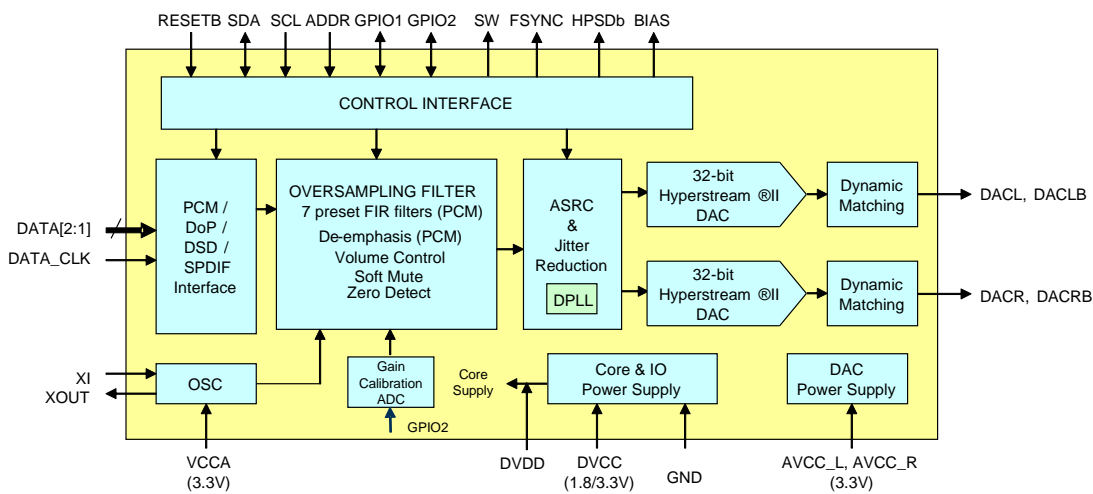 RESETB SDA SCL ADDR GPIO1 GPIO2 SW FSYNC HPSDb BIAS
CONTROL INTERFACE
PCM /
DoP /
DSD /
SPDIF
Interface
OVERSAMPLING FILTER
7 preset FIR filters (PCM)
De-emphasis (PCM)
Volume Control
Soft Mute
Zero Detect
ASRC
&
Jitter
Reduction
DPLL
32-bit
Hyperstream ®II
DAC
Dynamic
Matching
DACL, DACLB
32-bit
Hyperstream ®II
DAC
Dynamic
Matching
DACR, DACRB
DATA[2:1]
DATA_CLK
XI
XOUT
OSC
Gain
Calibration
ADC
GPIO2
Core
Supply
Core & IO
Power Supply
DAC
Power Supply
VCCA
(3.3V)
DVDD
DVCC
(1.8/3.3V)
GND
AVCC_L, AVCC_R
(3.3V)